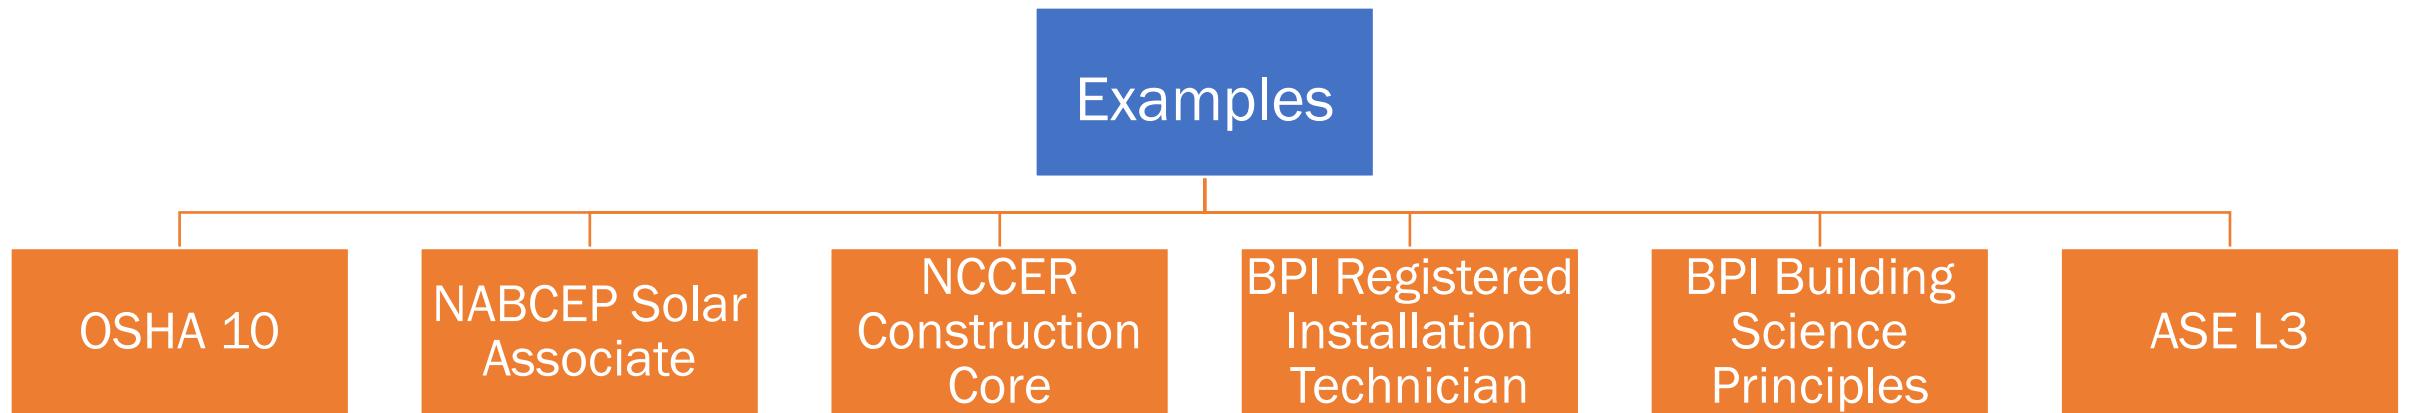 Examples
OSHA 10
NABCEP Solar
Associate
NCCER
Construction
Core
BPI Registered
Installation
Technician
BPI Building
Science
Principles
ASE L3